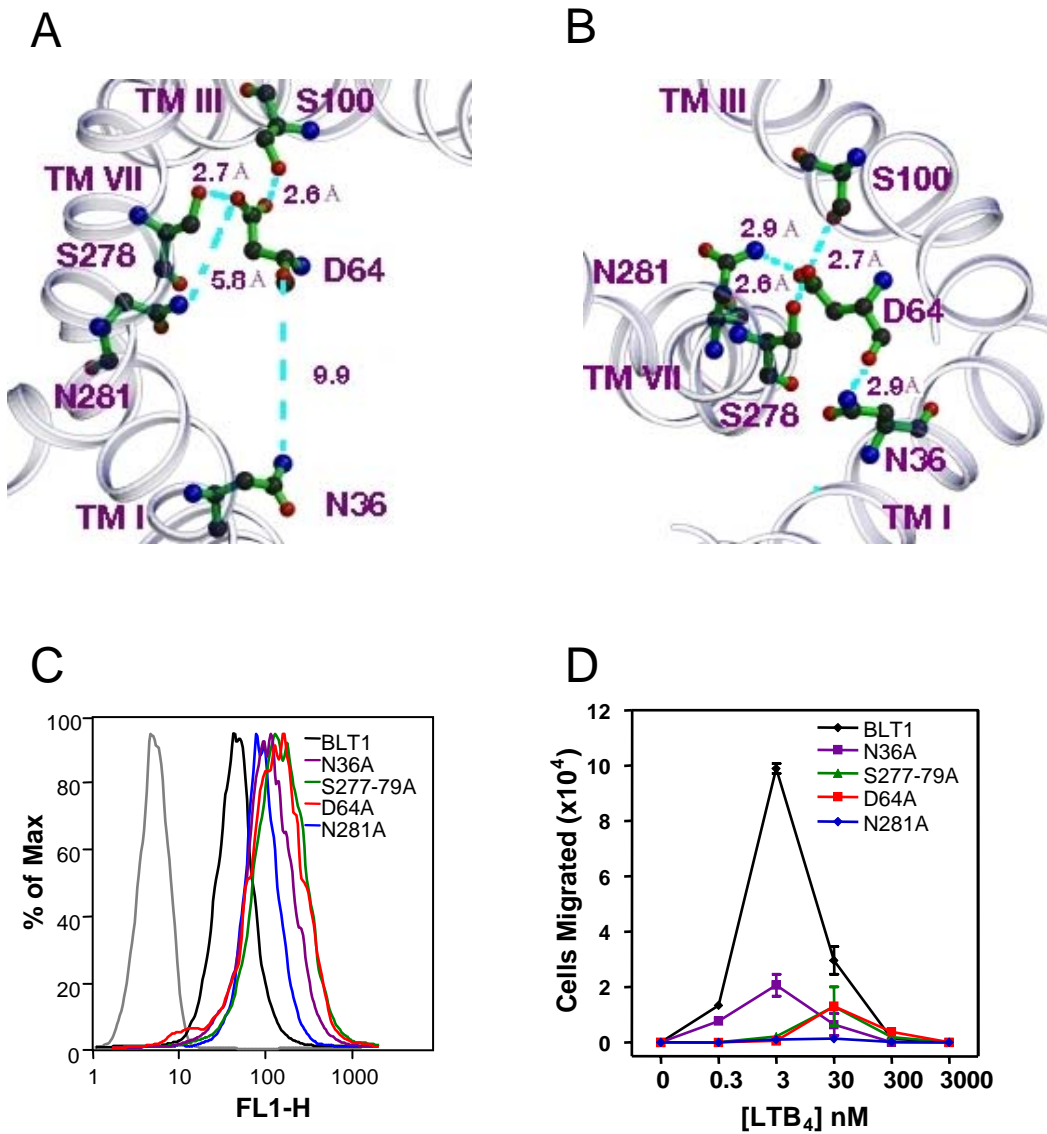 A
TM III
S100
TM VII
2.7 Å
2.6 Å
S278
5.8 Å
D64
N281
9.9
TM I
N36
B
TM III
S100
2.9 Å
N281
2.7 Å
2.6 Å
D64
TM VII
2.9 Å
S278
N36
TM I
C
100
80
60
40
20
0
% of Max
1
10
100
1000
FL1-H
BLT1
N36A
S277-79A
D64A
N281A
D
12
10
8
6
4
2
0
Cells Migrated (x10⁴)
0
0.3
3
30
300
3000
[LTB₄] nM
BLT1
N36A
S277-79A
D64A
N281A